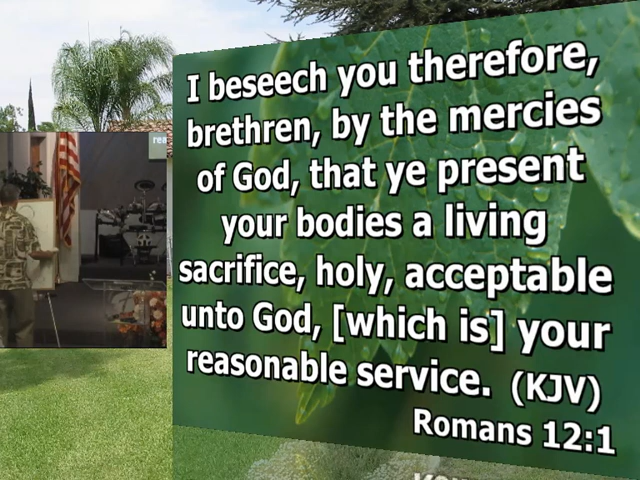 I beseech you therefore,
brethren, by the mercies
of God, that ye present
your bodies a living
sacrifice, holy, acceptable
unto God, [which is] your
reasonable service. (KJV)
Romans 12:1
rea